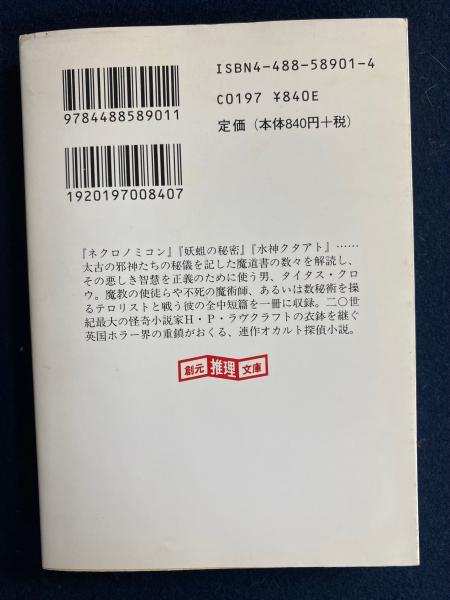 ISBN4-488-58901-4
C0197 ¥840E
定価（本体840円＋税）
9784488589011
1920197008407
『ネクロノミコン』『妖蛆の秘密』『水神クタアト』……
太古の邪神たちの秘儀を記した魔道書の数々を解読し、
その悪しき智慧を正義のために使う男、タイタス・クロ
ウ。魔教の使徒らや不死の魔術師、あるいは数秘術を操
るテロリストと戦う彼の全中短篇を一冊に収録。二〇世
紀最大の怪奇小説家H・P・ラヴクラフトの衣鉢を継ぐ
英国ホラー界の重鎮がおくる、連作オカルト探偵小説。
創元推理文庫